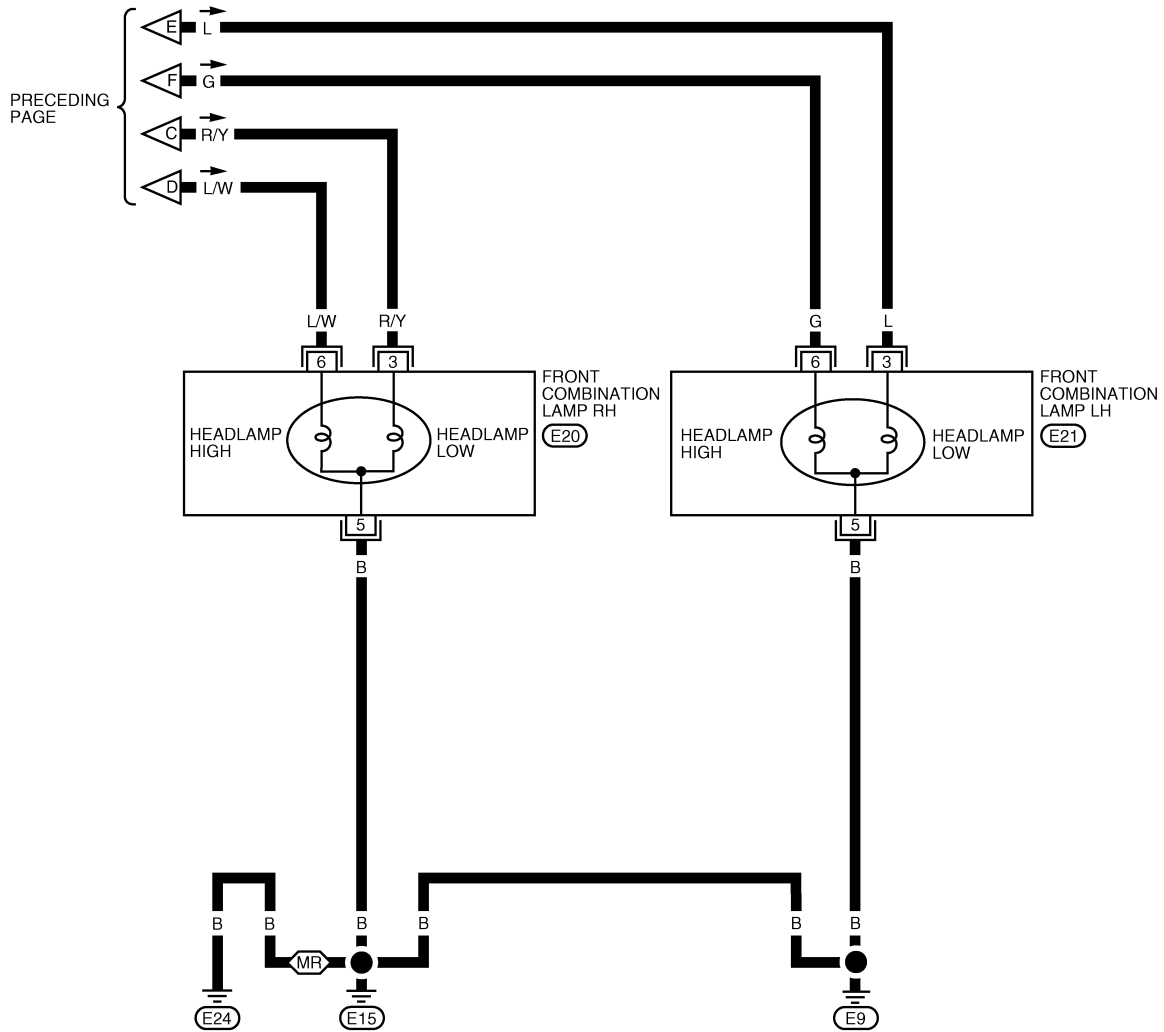 E L
F G
PRECEDING
PAGE
C R/Y
D L/W
L/W R/Y G L
6 3 6 3
FRONT
COMBINATION
LAMP RH
E20
FRONT
COMBINATION
LAMP LH
E21
HEADLAMP
HIGH
HEADLAMP
LOW
HEADLAMP
HIGH
HEADLAMP
LOW
5 5
B B
B B B B B B
MR
E24 E15 E9